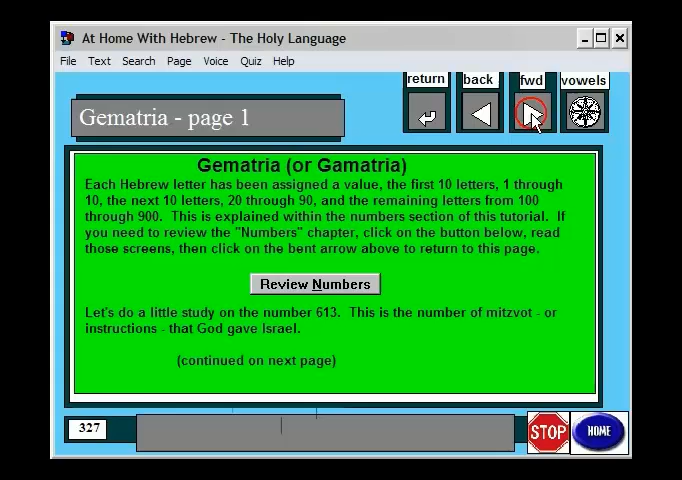 At Home With Hebrew - The Holy Language
File Text Search Page Voice Quiz Help
return back fwd vowels
Gematria - page 1
Gematria (or Gamatria)
Each Hebrew letter has been assigned a value, the first 10 letters, 1 through
10, the next 10 letters, 20 through 90, and the remaining letters from 100
through 900. This is explained within the numbers section of this tutorial. If
you need to review the "Numbers" chapter, click on the button below, read
those screens, then click on the bent arrow above to return to this page.
Review Numbers
Let's do a little study on the number 613. This is the number of mitzvot - or
instructions - that God gave Israel.
(continued on next page)
327
STOP HOME